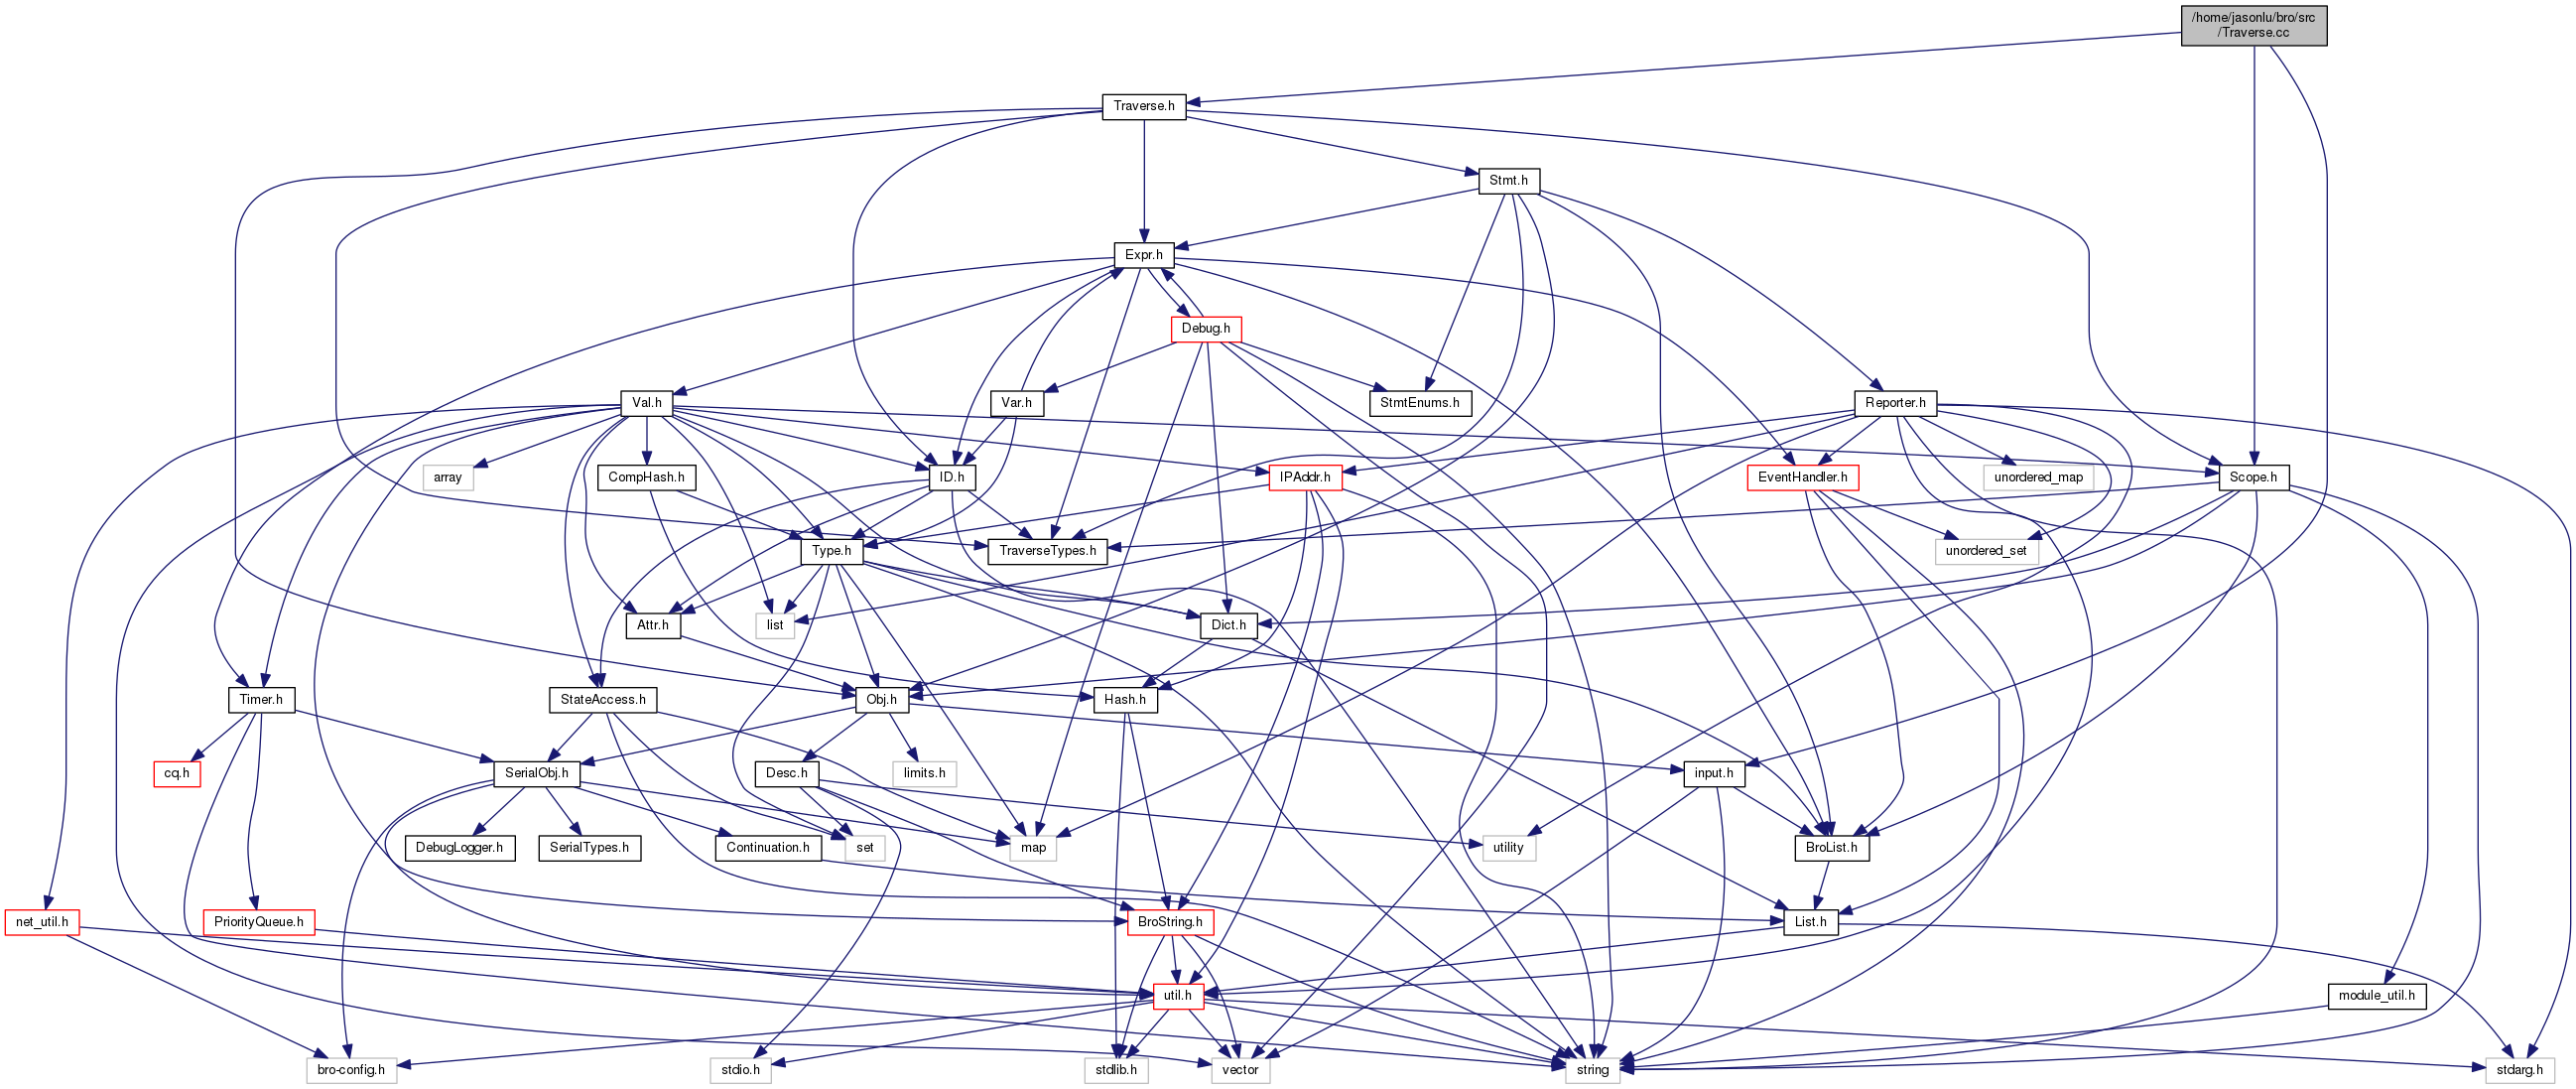 /home/jasonlu/bro/src
/Traverse.cc
Traverse.h
Stmt.h
Expr.h
Debug.h
Val.h
Var.h
StmtEnums.h
Reporter.h
array
CompHash.h
ID.h
IPAddr.h
EventHandler.h
unordered_map
Scope.h
Type.h
TraverseTypes.h
unordered_set
Attr.h
list
Dict.h
Timer.h
StateAccess.h
Obj.h
Hash.h
cq.h
SerialObj.h
Desc.h
limits.h
input.h
DebugLogger.h
SerialTypes.h
Continuation.h
set
map
utility
BroList.h
net_util.h
PriorityQueue.h
BroString.h
List.h
util.h
module_util.h
bro-config.h
stdio.h
stdlib.h
vector
string
stdarg.h